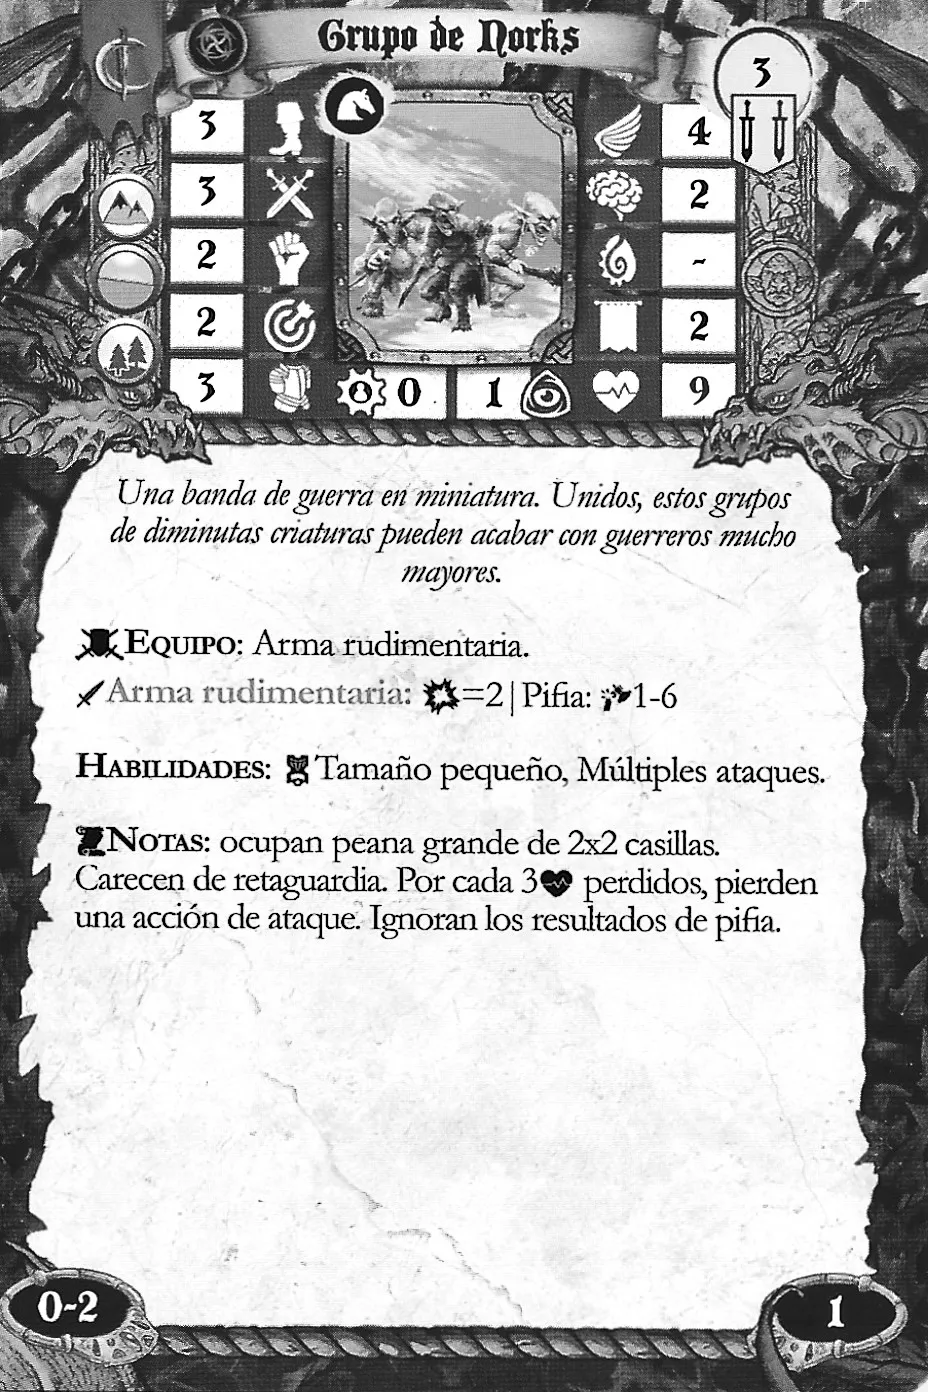 Grupo de Norks
3
3
4
3
2
2
-
2
2
3
0
1
9
Una banda de guerra en miniatura. Unidos, estos grupos
de diminutas criaturas pueden acabar con guerreros mucho
mayores.
EQUIPO: Arma rudimentaria.
Arma rudimentaria: =2 | Pifia: 1-6
HABILIDADES: Tamaño pequeño, Múltiples ataques.
NOTAS: ocupan peana grande de 2x2 casillas.
Carecen de retaguardia. Por cada 3 perdidos, pierden
una acción de ataque. Ignoran los resultados de pifia.
0-2
1